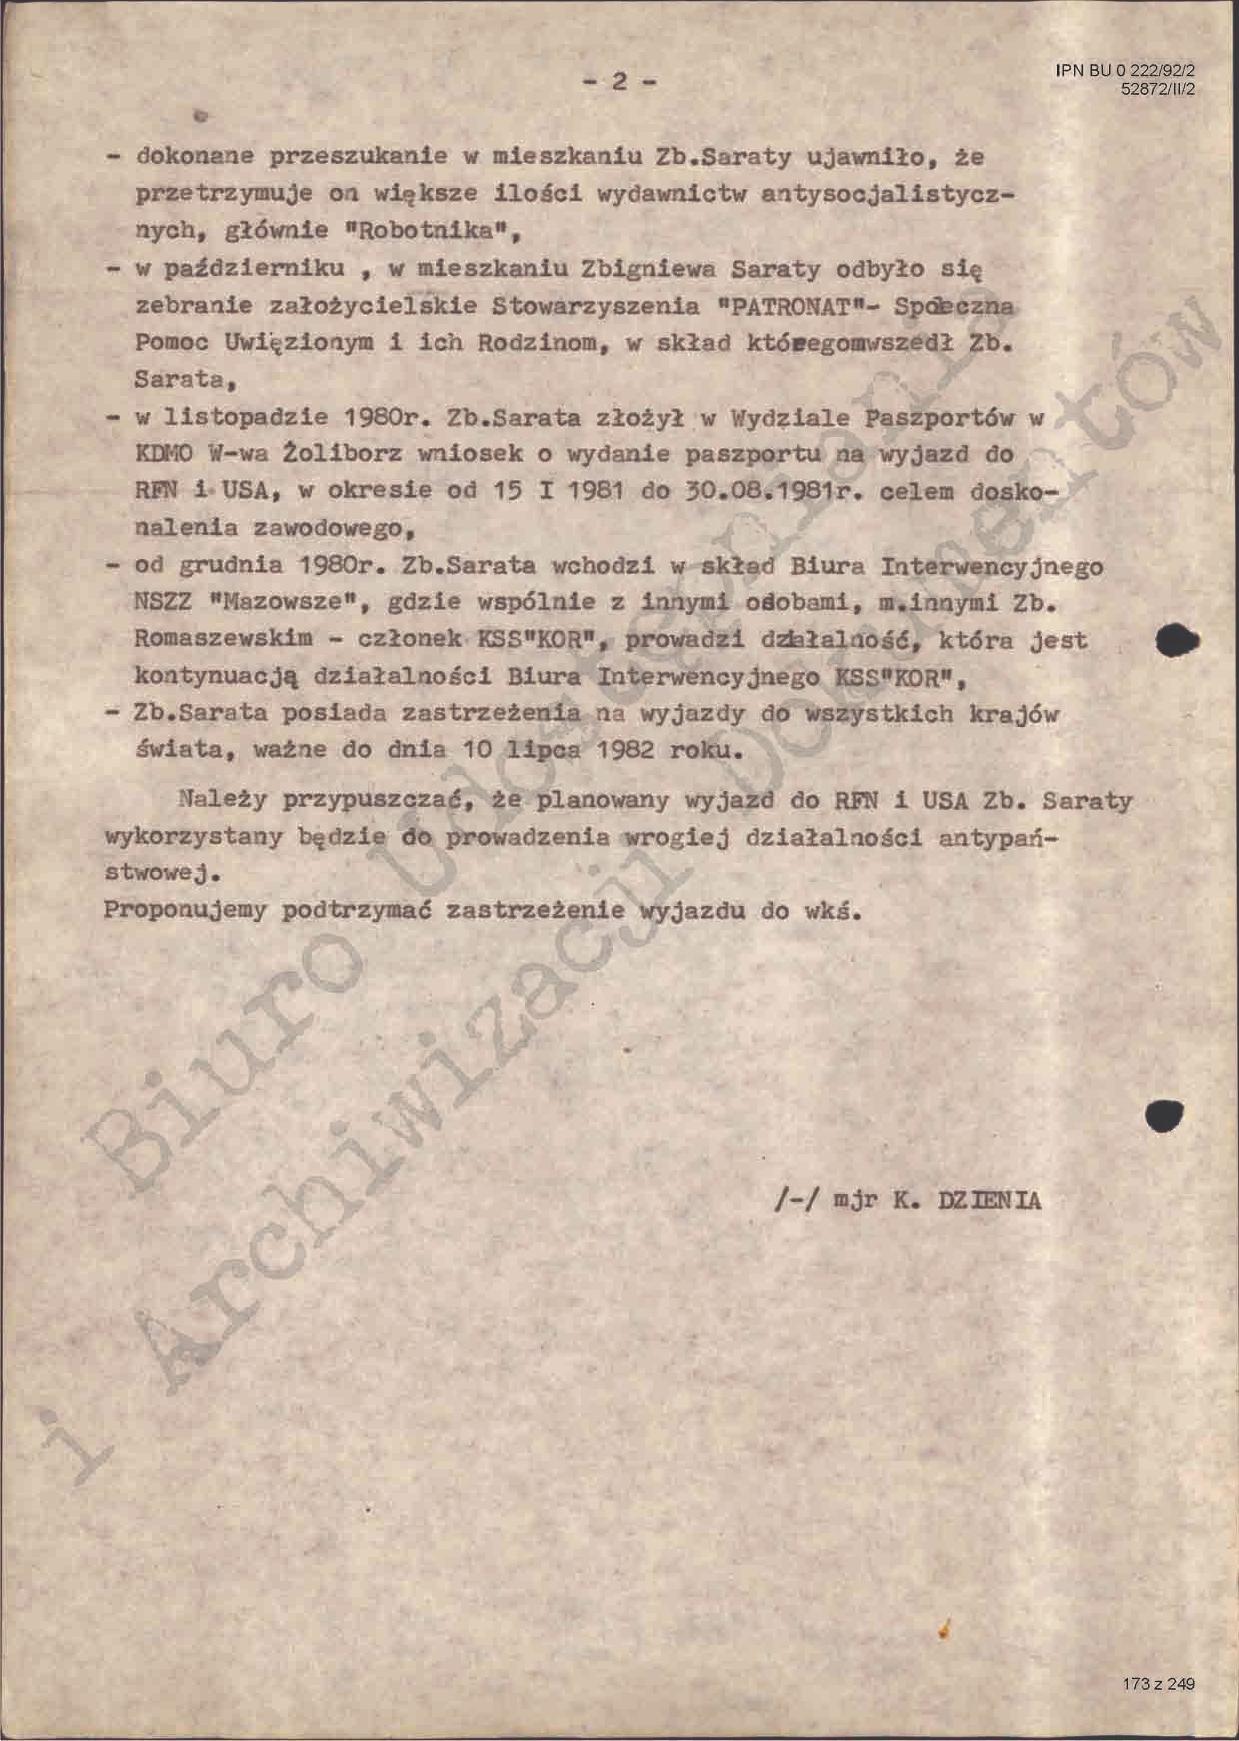 IPN BU 0 222/92/2
52872/II/2
- 2 -
- dokonane przeszukanie w mieszkaniu Zb.Saraty ujawniło, że
przetrzymuje on większe ilości wydawnictw antysocjalistycz-
nych, głównie "Robotnika",
- w październiku , w mieszkaniu Zbigniewa Saraty odbyło się
zebranie założycielskie Stowarzyszenia "PATRONAT"- Społeczna
Pomoc Uwięzionym i ich Rodzinom, w skład któregomwszedł Zb.
Sarata,
- w listopadzie 1980r. Zb.Sarata złożył w Wydziale Paszportów w
KDMO W-wa Żoliborz wniosek o wydanie paszportu na wyjazd do
RFN i USA, w okresie od 15 I 1981 do 30.08.1981r. celem dosko-
nalenia zawodowego,
- od grudnia 1980r. Zb.Sarata wchodzi w skład Biura Interwencyjnego
NSZZ "Mazowsze", gdzie wspólnie z innymi osobami, m.innymi Zb.
Romaszewskim - członek KSS"KOR", prowadzi działalność, która jest
kontynuacją działalności Biura Interwencyjnego KSS"KOR",
- Zb.Sarata posiada zastrzeżenia na wyjazdy do wszystkich krajów
świata, ważne do dnia 10 lipca 1982 roku.
Należy przypuszczać, że planowany wyjazd do RFN i USA Zb. Saraty
wykorzystany będzie do prowadzenia wrogiej działalności antypań-
stwowej.
Proponujemy podtrzymać zastrzeżenie wyjazdu do wkś.
/-/ mjr K. DZIENIA
Biuro Udostępniania
i Archiwizacji Dokumentów
173 z 249